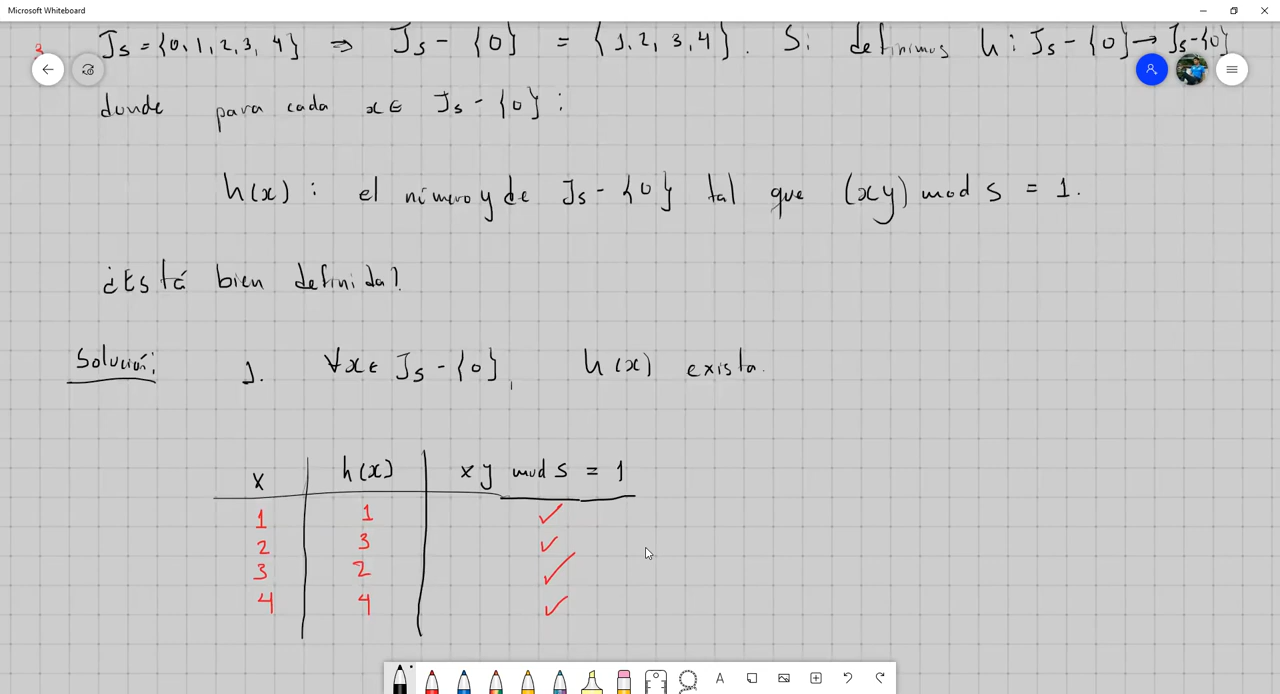 Microsoft Whiteboard
3 J5 = {0, 1, 2, 3, 4} ⇒ J5 - {0} = {1, 2, 3, 4}. Si definimos h : J5 - {0} → J5 - {0}
donde para cada x ∈ J5 - {0} :
h(x) : el número y de J5 - {0} tal que (xy) mod 5 = 1.
¿Está bien definida?
Solución: 1. ∀x ∈ J5 - {0}, h(x) exista.
x h(x) xy mod 5 = 1
1 1 ✓
2 3 ✓
3 2 ✓
4 4 ✓
A